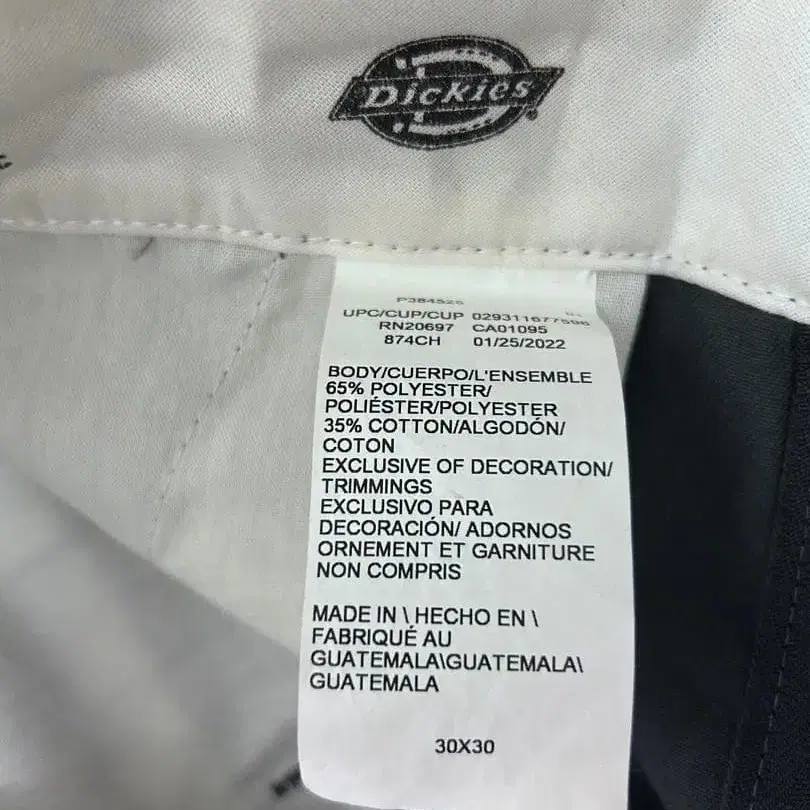 Dickies
P384525
UPC/CUP/CUP 029311677596
RN20697 CA01095
874CH 01/25/2022
BODY/CUERPO/L'ENSEMBLE
65% POLYESTER/
POLIÉSTER/POLYESTER
35% COTTON/ALGODÓN/
COTON
EXCLUSIVE OF DECORATION/
TRIMMINGS
EXCLUSIVO PARA
DECORACIÓN/ ADORNOS
ORNEMENT ET GARNITURE
NON COMPRIS
MADE IN \ HECHO EN \
FABRIQUÉ AU
GUATEMALA\GUATEMALA\
GUATEMALA
30X30